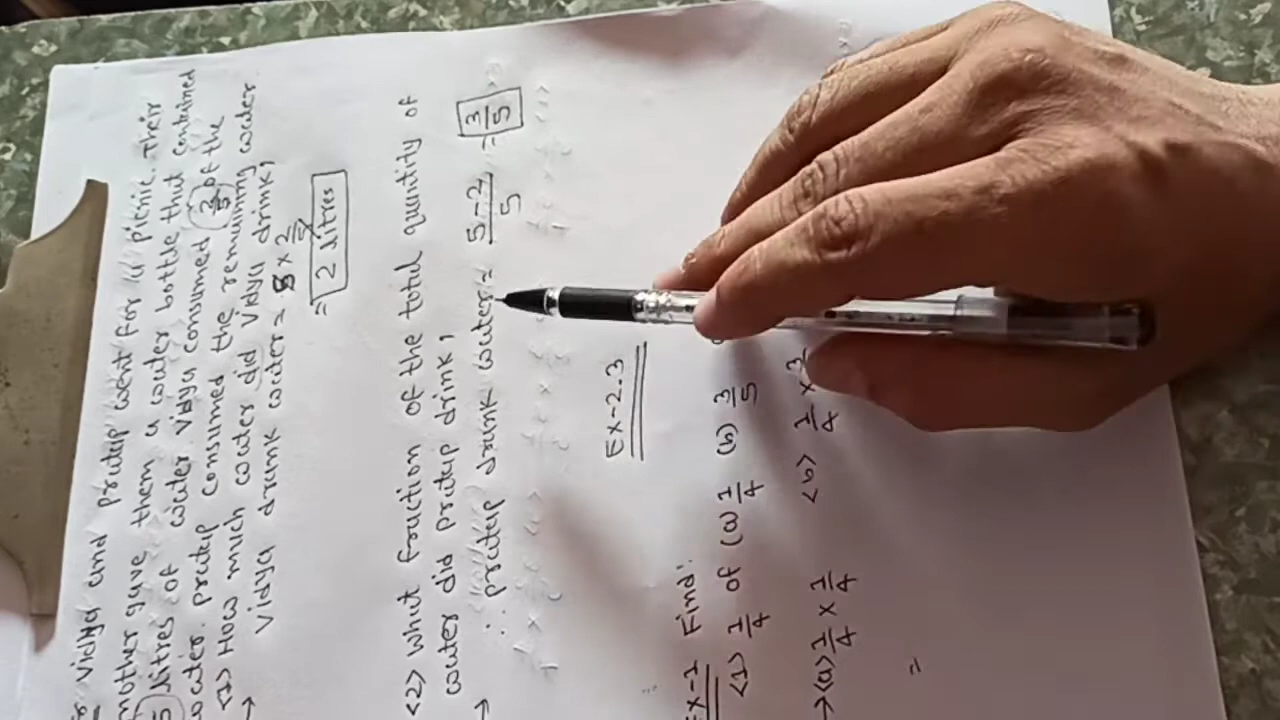 Vidya and pratap went for a picnic. Their
mother gave them a water bottle that contained
5 litres of water. Vidya consumed 2/5 of the
water. pratap consumed the remaining water
<1> How much water did Vidya drink,
→ Vidya drank water = 5 × 2/5
= 2 litres
<2> What fraction of the total quantity of
water did pratap drink,
→ ∴ pratap drank water = 5-2/5 = 3/5
Ex-2.3
Ex-1 Find:
<1> 1/4 of (a) 1/4 (b) 3/5
→ <a> 1/4 × 1/4 <b> 1/4 × 3
=